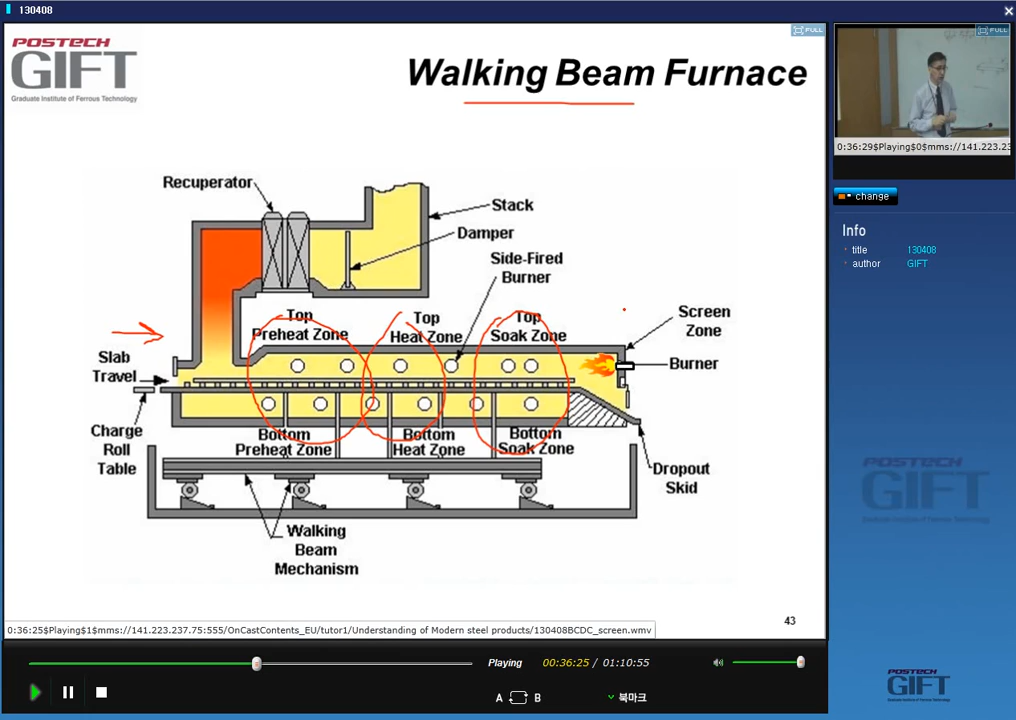 130408
FULL
POSTECH
GIFT
Graduate Institute of Ferrous Technology
Walking Beam Furnace
Recuperator
Stack
Damper
Side-Fired
Burner
Top
Preheat Zone
Top
Heat Zone
Top
Soak Zone
Screen
Zone
Burner
Slab
Travel
Charge
Roll
Table
Bottom
Preheat Zone
Bottom
Heat Zone
Bottom
Soak Zone
Dropout
Skid
Walking
Beam
Mechanism
43
0:36:25$Playing$1$mms://141.223.237.75:555/OnCastContents_EU/tutor1/Understanding of Modern steel products/130408BCDC_screen.wmv
FULL
0:36:29$Playing$0$mms://141.223.23
change
Info
title 130408
author GIFT
POSTECH
GIFT
Playing 00:36:25 / 01:10:55
A B 북마크
POSTECH
GIFT